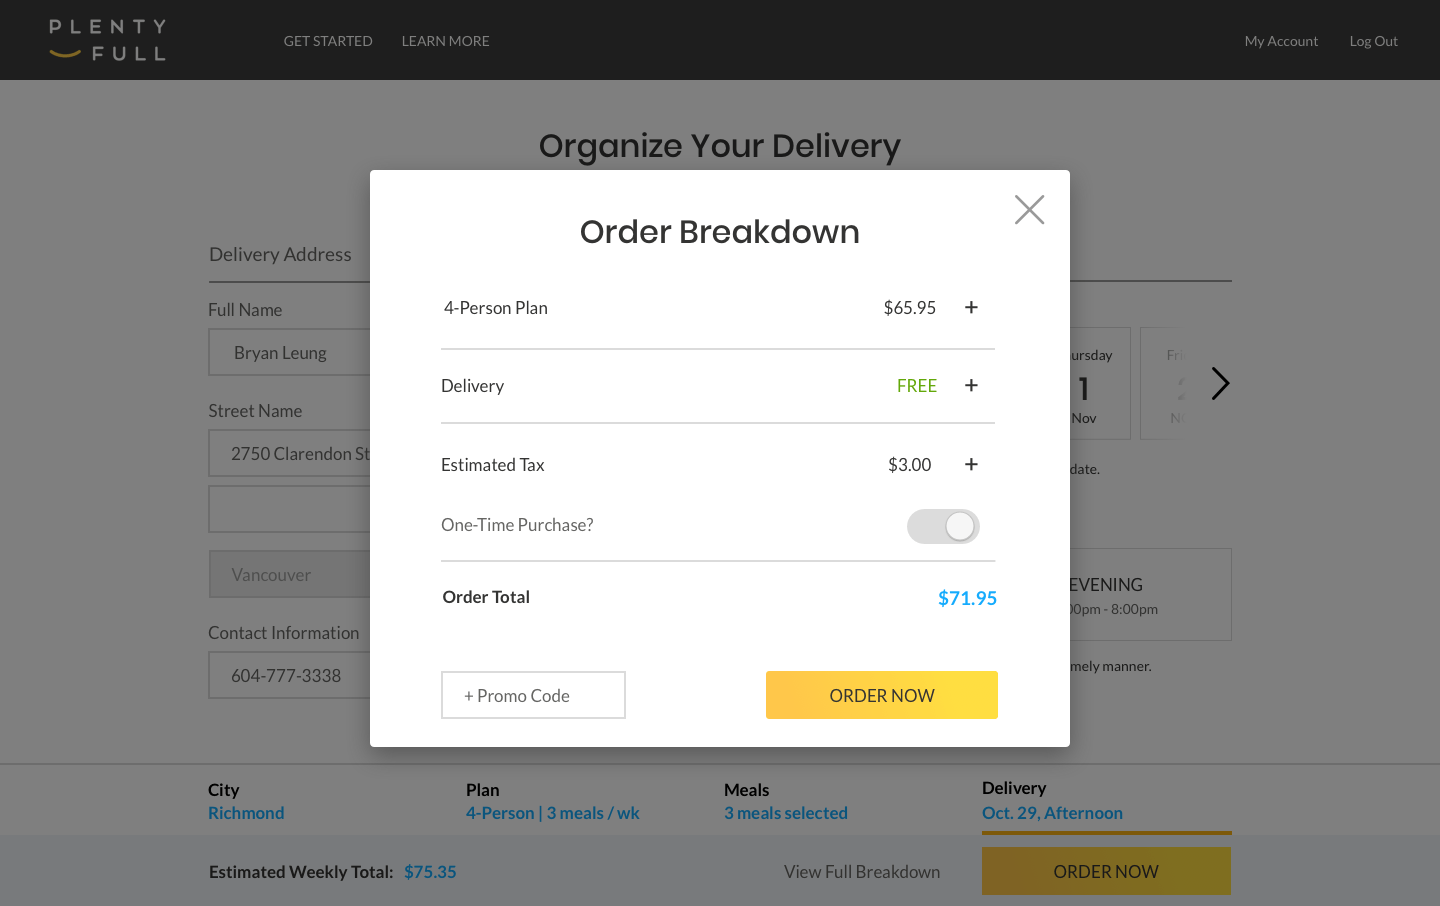 PLENTY
FULL
GET STARTED
LEARN MORE
My Account
Log Out
Organize Your Delivery
Order Breakdown
4-Person Plan $65.95 +
Delivery FREE +
Estimated Tax $3.00 +
One-Time Purchase?
Order Total $71.95
+ Promo Code
ORDER NOW
Delivery Address
Full Name
Bryan Leung
Street Name
2750 Clarendon St
Vancouver
Contact Information
604-777-3338
ursday
1
Nov
date.
EVENING
00pm - 8:00pm
mely manner.
City
Richmond
Plan
4-Person | 3 meals / wk
Meals
3 meals selected
Delivery
Oct. 29, Afternoon
Estimated Weekly Total: $75.35
View Full Breakdown
ORDER NOW